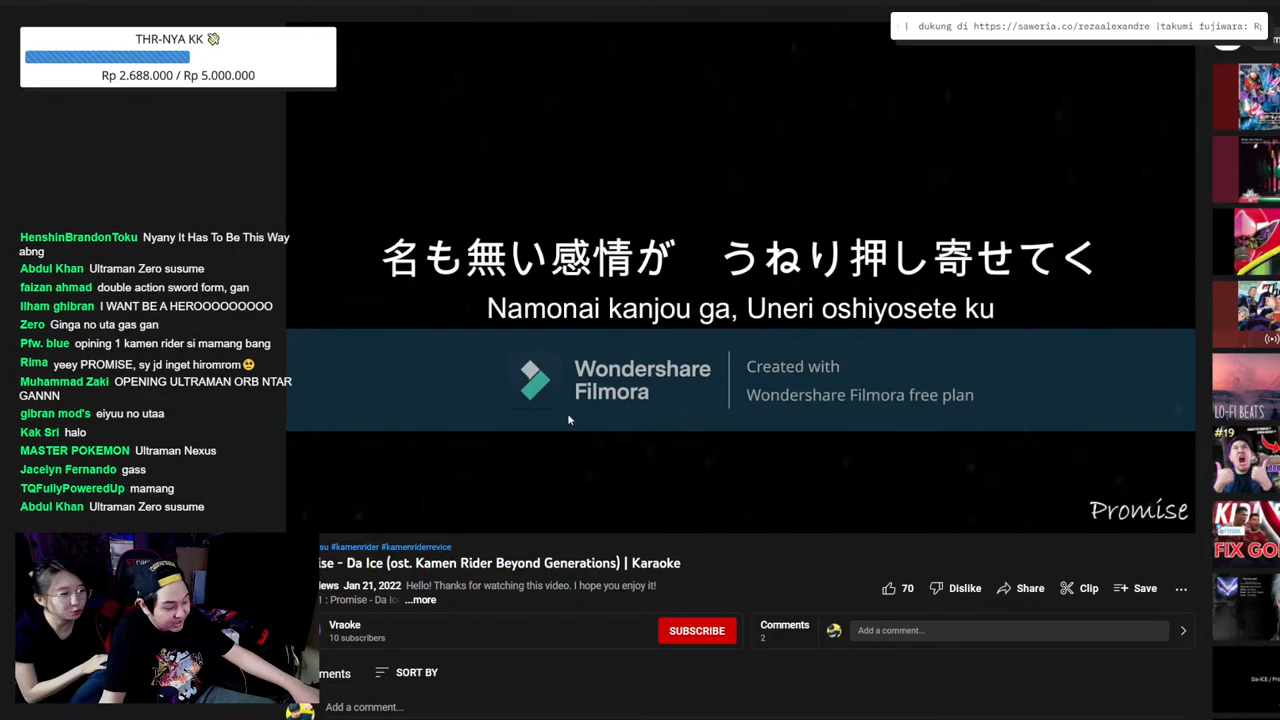 THR-NYA KK 💸
Rp 2.688.000 / Rp 5.000.000
| dukung di https://saweria.co/rezaalexandre |takumi fujiwara:
HenshinBrandonToku Nyany It Has To Be This Way
abng
Abdul Khan Ultraman Zero susume
faizan ahmad double action sword form, gan
Ilham ghibran I WANT BE A HEROOOOOOOOO
Zero Ginga no uta gas gan
Pfw. blue opining 1 kamen rider si mamang bang
Rima yeey PROMISE, sy jd inget hiromrom🥺
Muhammad Zaki OPENING ULTRAMAN ORB NTAR
GANNN
gibran mod's eiyuu no utaa
Kak Sri halo
MASTER POKEMON Ultraman Nexus
Jacelyn Fernando gass
TQFullyPoweredUp mamang
Abdul Khan Ultraman Zero susume
名も無い感情が うねり押し寄せてく
Namonai kanjou ga, Uneri oshiyosete ku
Wondershare
Filmora
Created with
Wondershare Filmora free plan
Promise
#kamenrider #kamenriderrevice
ise - Da Ice (ost. Kamen Rider Beyond Generations) | Karaoke
iews Jan 21, 2022 Hello! Thanks for watching this video. I hope you enjoy it!
1 : Promise - Da Ic ...more
70
Dislike
Share
Clip
Save
Vraoke
10 subscribers
SUBSCRIBE
Comments
2
Add a comment...
mments
SORT BY
Add a comment...
LO-FI BEATS
#19
FIX GO
Da-iCE / Pro